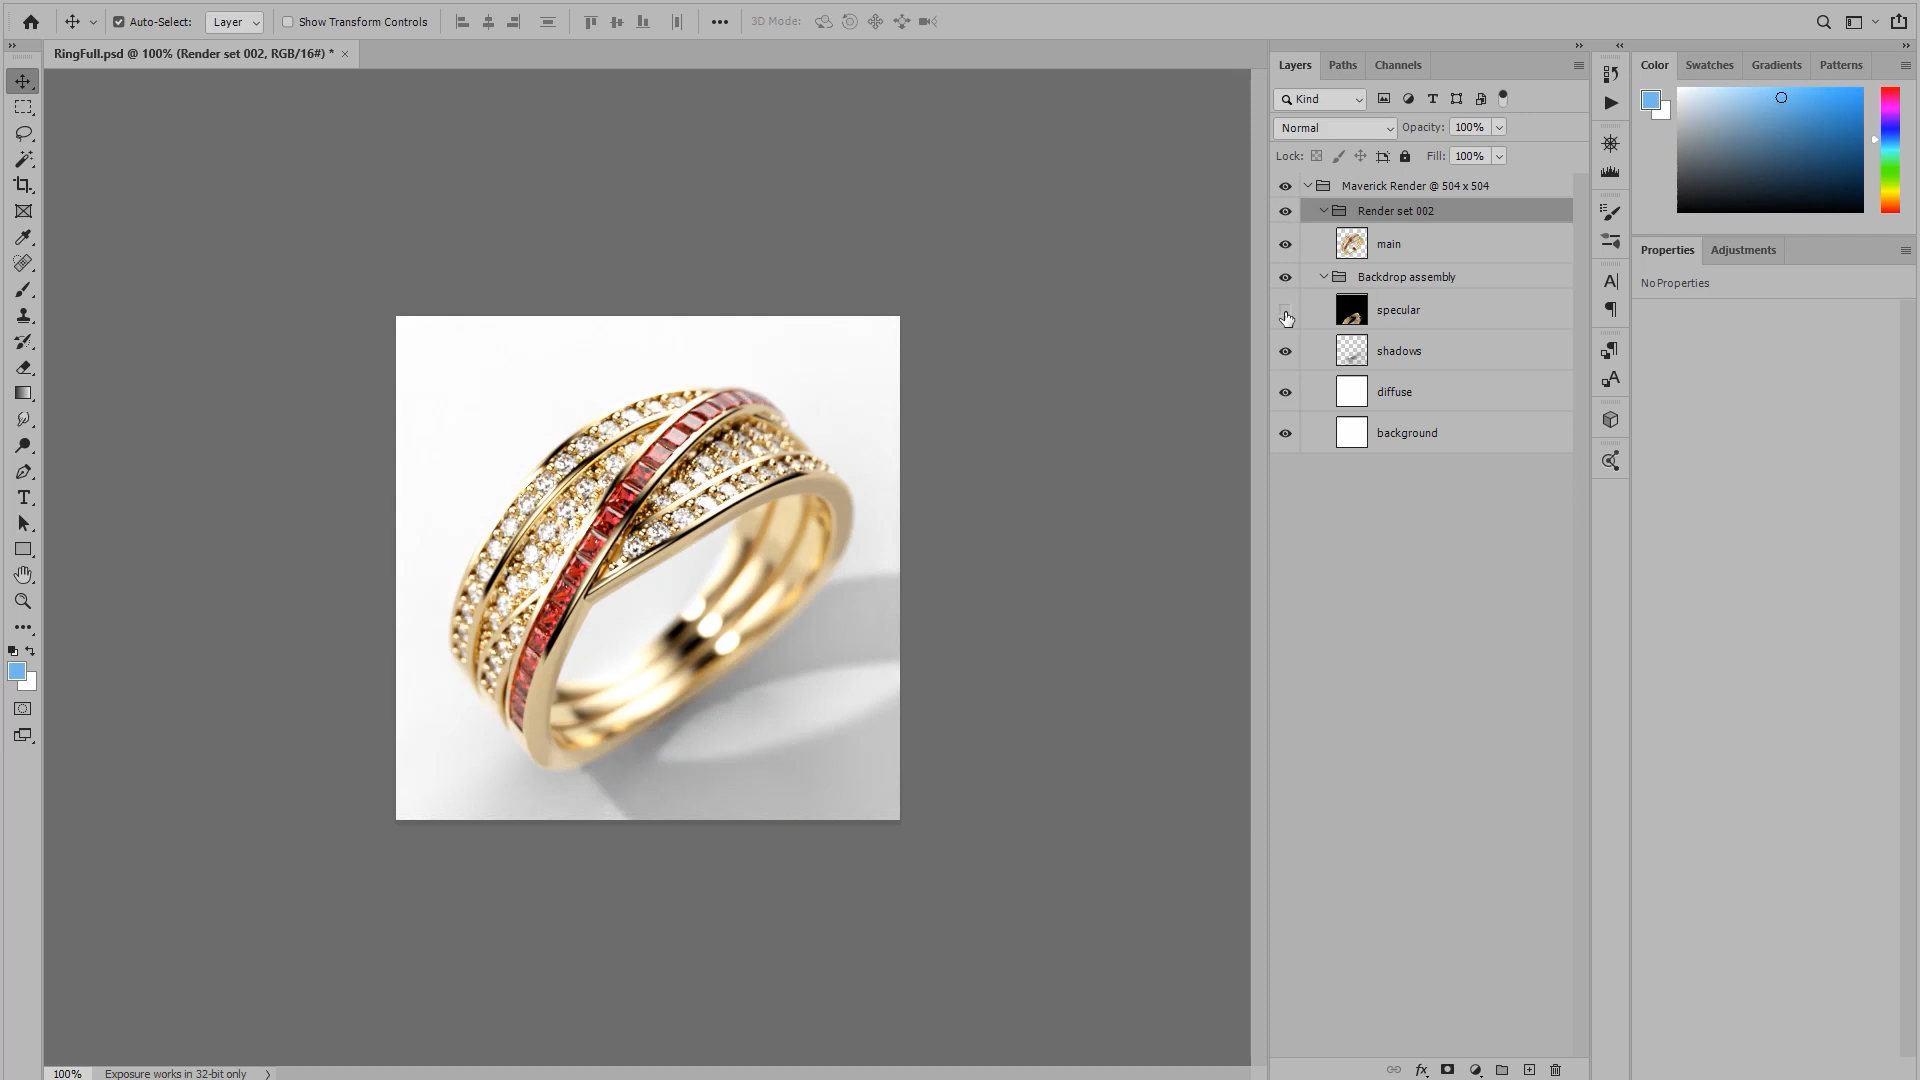 Auto-Select:
Layer
Show Transform Controls
3D Mode:
RingFull.psd @ 100% (Render set 002, RGB/16#) *
Layers
Paths
Channels
Color
Swatches
Gradients
Patterns
Kind
Normal
Opacity:
100%
Lock:
Fill:
100%
Maverick Render @ 504 x 504
Render set 002
main
Backdrop assembly
specular
shadows
diffuse
background
Properties
Adjustments
No Properties
100%
Exposure works in 32-bit only